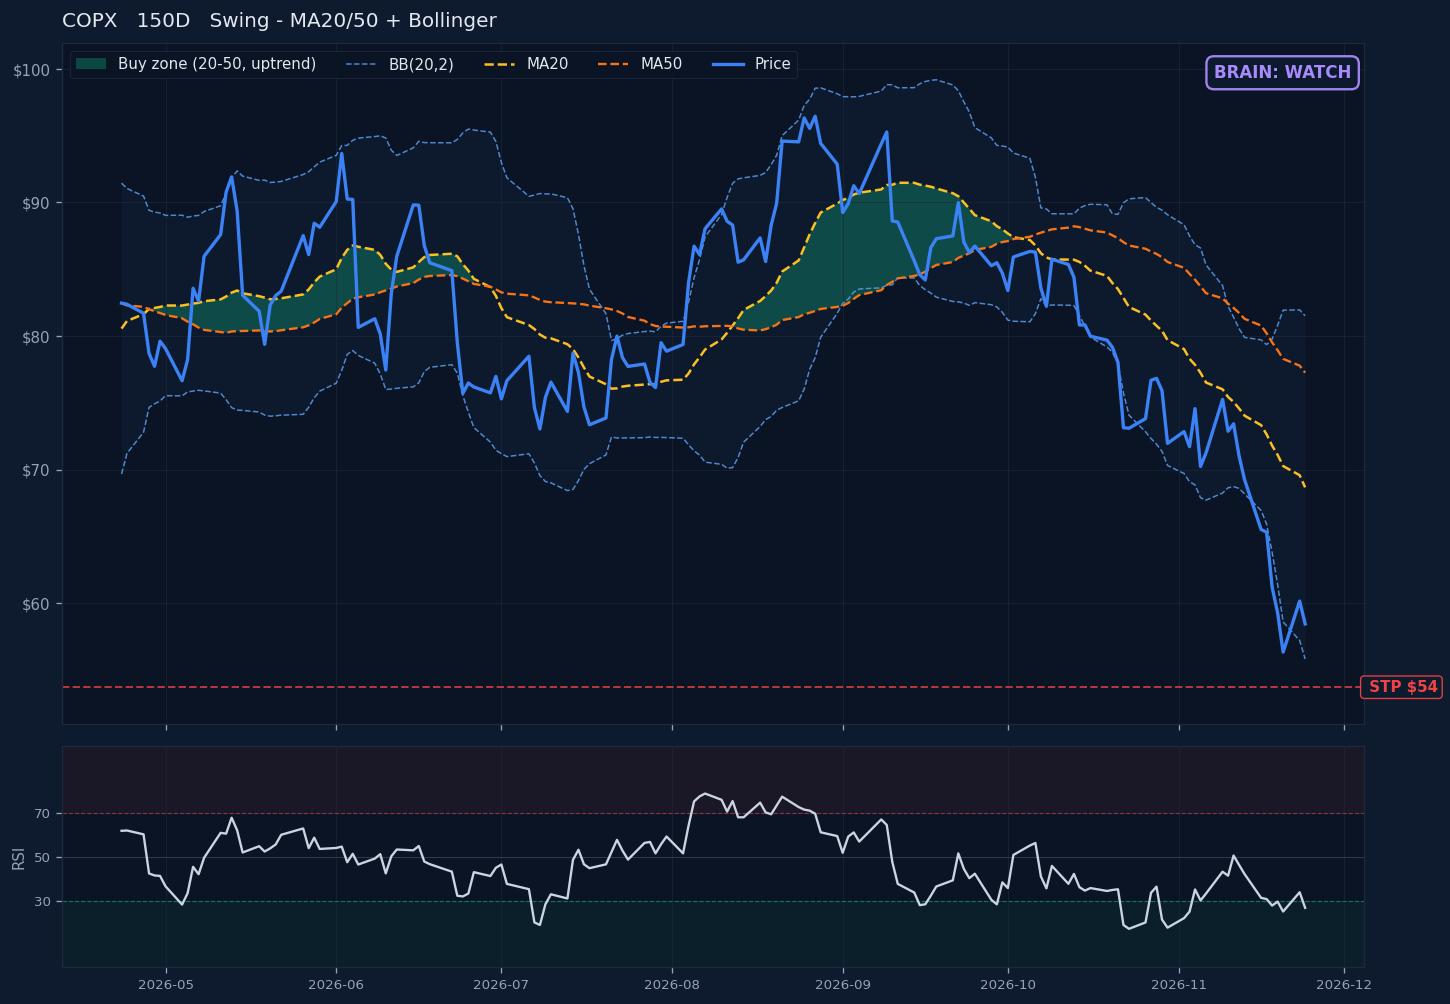 COPX   150D   Swing - MA20/50 + Bollinger
Buy zone (20-50, uptrend)   BB(20,2)   MA20   MA50   Price
BRAIN: WATCH
$100
$90
$80
$70
$60
STP $54
RSI
70
50
30
2026-05   2026-06   2026-07   2026-08   2026-09   2026-10   2026-11   2026-12